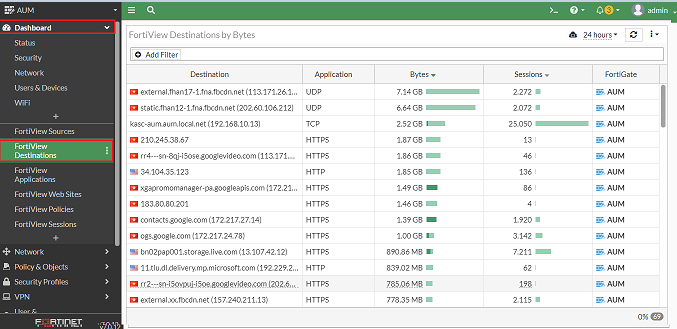 AUM
admin
3
Dashboard
Status
Security
Network
Users & Devices
WiFi
FortiView Sources
FortiView
Destinations
FortiView
Applications
FortiView Web Sites
FortiView Policies
FortiView Sessions
Network
Policy & Objects
Security Profiles
VPN
User &
FORTINET
FortiView Destinations by Bytes
24 hours
Add Filter
Destination Application Bytes Sessions FortiGate
external.fhan17-1.fna.fbcdn.net (113.171.26.1... UDP 7.14 GB 2.272 AUM
static.fhan12-1.fna.fbcdn.net (202.60.106.212) UDP 6.64 GB 2.072 AUM
kasc-aum.aum.local.net (192.168.10.13) TCP 2.52 GB 25.050 AUM
210.245.38.67 HTTPS 1.87 GB 13 AUM
rr4---sn-8qj-i5ose.googlevideo.com (113.171.... HTTPS 1.86 GB 46 AUM
34.104.35.123 HTTP 1.85 GB 136 AUM
xgapromomanager-pa.googleapis.com (172.21... HTTPS 1.49 GB 86 AUM
183.80.80.201 HTTPS 1.46 GB 4 AUM
contacts.google.com (172.217.27.14) HTTPS 1.39 GB 1.920 AUM
ogs.google.com (172.217.24.78) HTTPS 1.00 GB 3.142 AUM
bn02pap001.storage.live.com (13.107.42.12) HTTPS 890.86 MB 7.211 AUM
11.tlu.dl.delivery.mp.microsoft.com (192.229.2... HTTP 839.02 MB 62 AUM
rr2---sn-i5ovpuj-i5oe.googlevideo.com (202.6... HTTPS 785.06 MB 198 AUM
external.xx.fbcdn.net (157.240.211.13) HTTPS 778.35 MB 2.115 AUM
0% 69